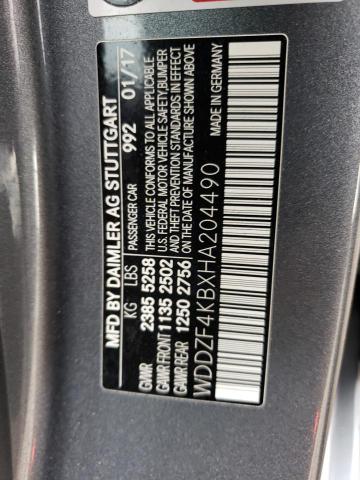 MFD BY DAIMLER AG STUTTGART
PASSENGER CAR 992 01/17
KG LBS
GVWR 2385 5258
GAWR FRONT 1135 2502
GAWR REAR 1250 2756
THIS CAR CONFORMS TO ALL APPLICABLE
U.S. FEDERAL MOTOR VEHICLE SAFETY,BUMPER
AND THEFT PREVENTION STANDARDS IN EFFECT
ON THE DATE OF MANUFACTURE SHOWN ABOVE
WDDZF4KBXHA204490
MADE IN GERMANY